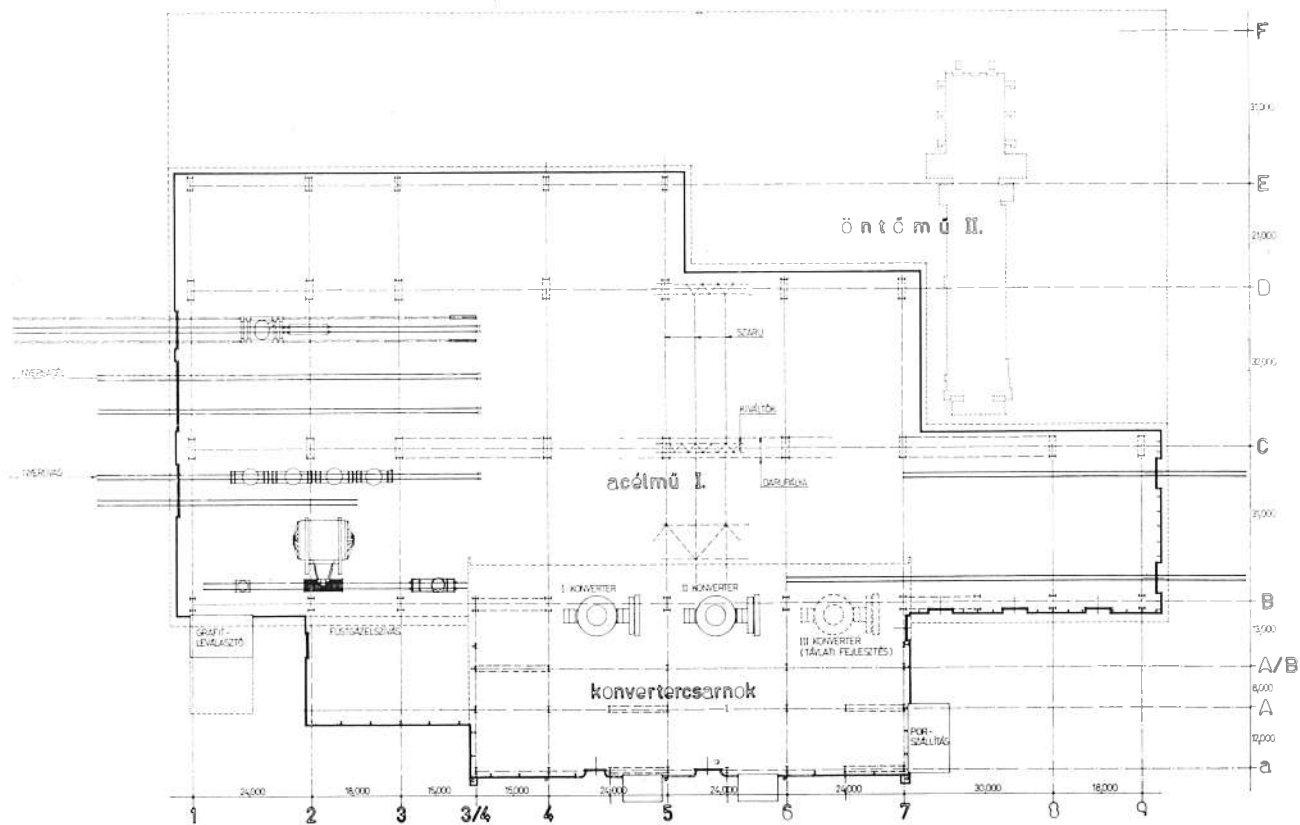 F
31,000
E
öntőmű II.
21,000
D
SZARU
32,000
NYERSACÉL
KIVÁLTÓK
C
NYERSVAS
acélmű I.
DARUPÁLYA
31,000
I KONVERTER
II KONVERTER
B
GRAFIT-
LEVÁLASZTÓ
FÜSTGÁZELSZÍVÁS
III KONVERTER
(TÁVLATI FEJLESZTÉS)
13,500
A/B
konvertercsarnok
8,000
A
POR-
SZÁLLÍTÁS
12,000
a
24,000
18,000
15,000
15,000
24,000
24,000
24,000
30,000
18,000
1
2
3
3/4
4
5
6
7
8
9